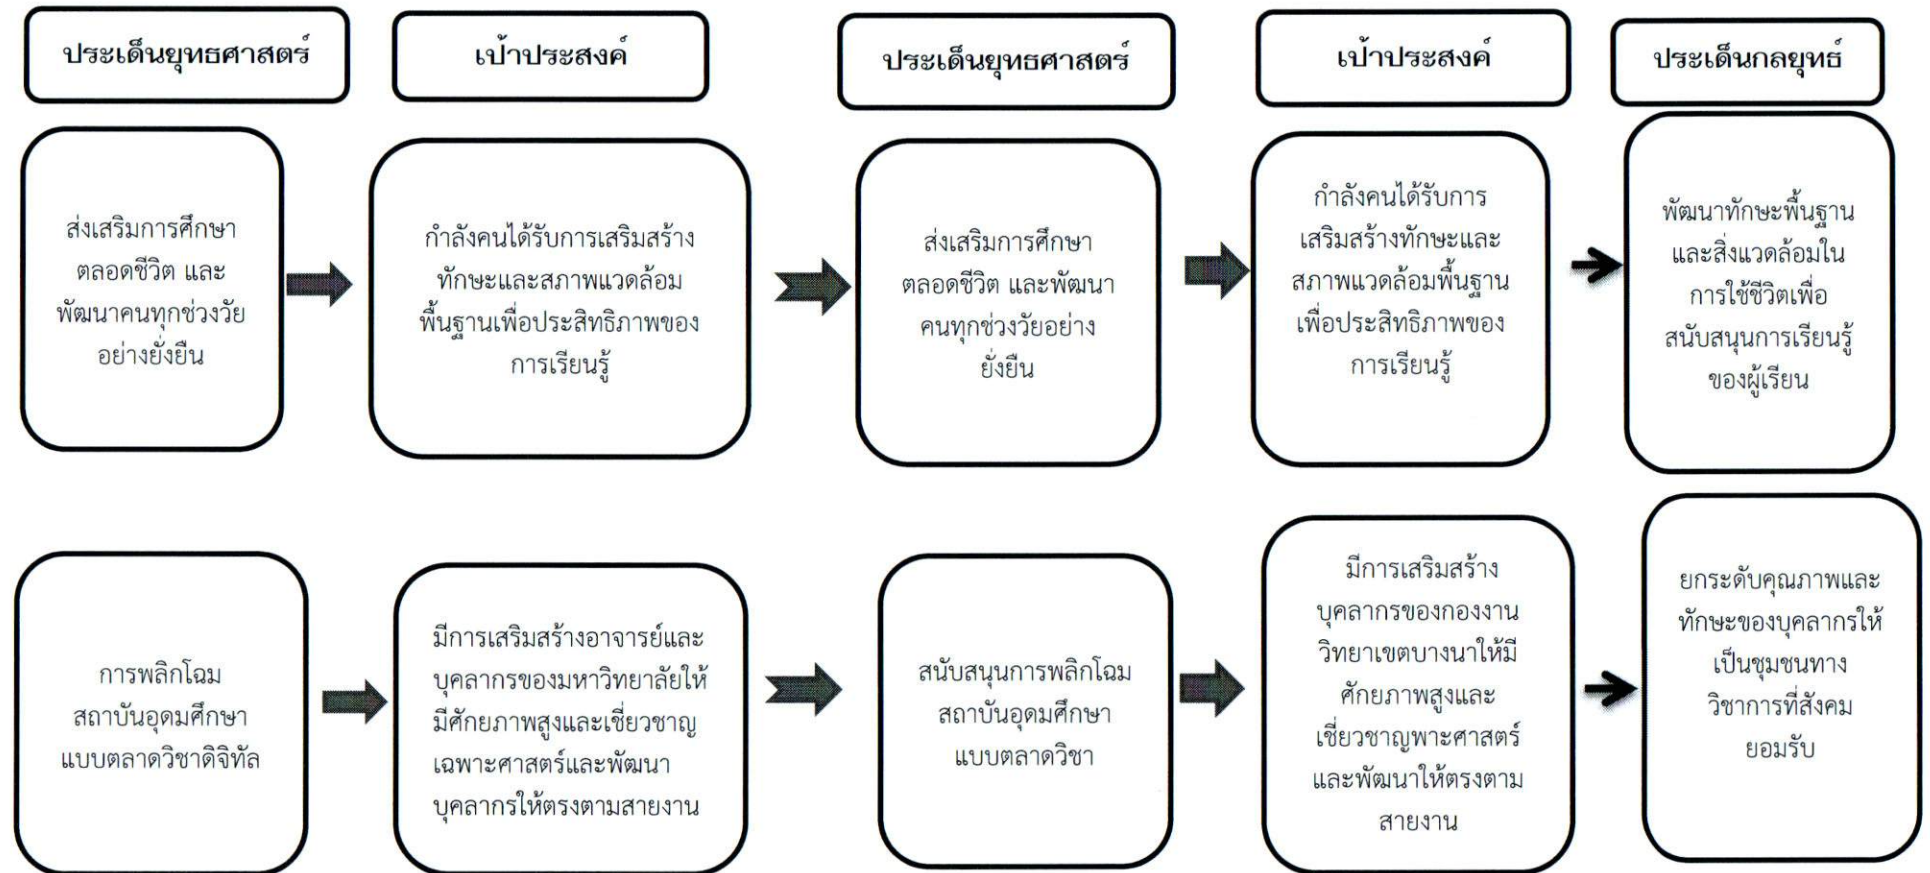 ประเด็นยุทธศาสตร์
เป้าประสงค์
ประเด็นยุทธศาสตร์
เป้าประสงค์
ประเด็นกลยุทธ์
ส่งเสริมการศึกษา
ตลอดชีวิต และ
พัฒนาคนทุกช่วงวัย
อย่างยั่งยืน
กำลังคนได้รับการเสริมสร้าง
ทักษะและสภาพแวดล้อม
พื้นฐานเพื่อประสิทธิภาพของ
การเรียนรู้
ส่งเสริมการศึกษา
ตลอดชีวิต และพัฒนา
คนทุกช่วงวัยอย่าง
ยั่งยืน
กำลังคนได้รับการ
เสริมสร้างทักษะและ
สภาพแวดล้อมพื้นฐาน
เพื่อประสิทธิภาพของ
การเรียนรู้
พัฒนาทักษะพื้นฐาน
และสิ่งแวดล้อมใน
การใช้ชีวิตเพื่อ
สนับสนุนการเรียนรู้
ของผู้เรียน
การพลิกโฉม
สถาบันอุดมศึกษา
แบบตลาดวิชาดิจิทัล
มีการเสริมสร้างอาจารย์และ
บุคลากรของมหาวิทยาลัยให้
มีศักยภาพสูงและเชี่ยวชาญ
เฉพาะศาสตร์และพัฒนา
บุคลากรให้ตรงตามสายงาน
สนับสนุนการพลิกโฉม
สถาบันอุดมศึกษา
แบบตลาดวิชา
มีการเสริมสร้าง
บุคลากรของกองงาน
วิทยาเขตบางนาให้มี
ศักยภาพสูงและ
เชี่ยวชาญพาะศาสตร์
และพัฒนาให้ตรงตาม
สายงาน
ยกระดับคุณภาพและ
ทักษะของบุคลากรให้
เป็นชุมชนทาง
วิชาการที่สังคม
ยอมรับ